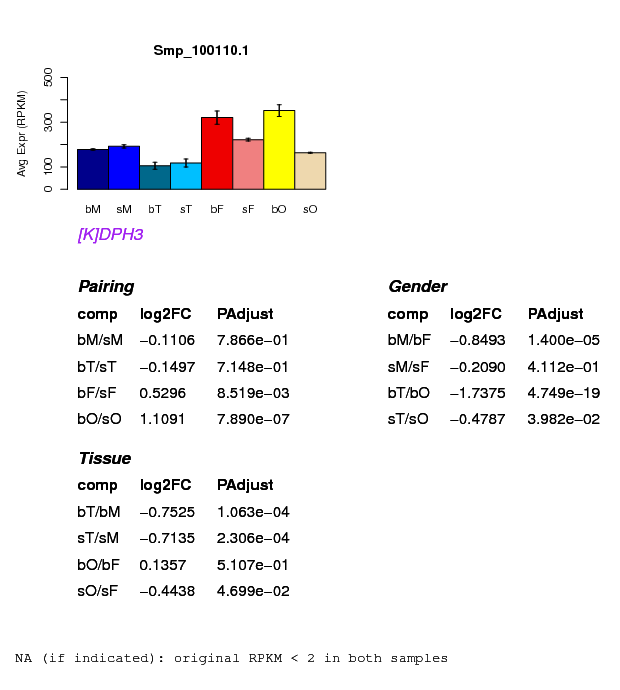 Smp_100110.1
Avg Expr (RPKM)
0 100 300 500
bM sM bT sT bF sF bO sO
[K]DPH3
Pairing
comp log2FC PAdjust
bM/sM −0.1106 7.866e−01
bT/sT −0.1497 7.148e−01
bF/sF 0.5296 8.519e−03
bO/sO 1.1091 7.890e−07
Gender
comp log2FC PAdjust
bM/bF −0.8493 1.400e−05
sM/sF −0.2090 4.112e−01
bT/bO −1.7375 4.749e−19
sT/sO −0.4787 3.982e−02
Tissue
comp log2FC PAdjust
bT/bM −0.7525 1.063e−04
sT/sM −0.7135 2.306e−04
bO/bF 0.1357 5.107e−01
sO/sF −0.4438 4.699e−02
NA (if indicated): original RPKM < 2 in both samples